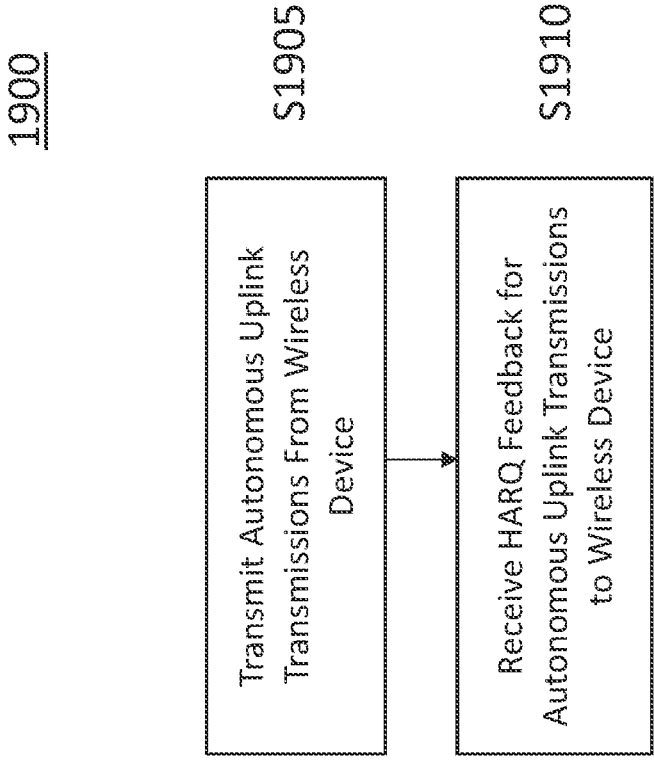 1900
Transmit Autonomous Uplink
Transmissions From Wireless
Device
S1905
Receive HARQ Feedback for
Autonomous Uplink Transmissions
to Wireless Device
S1910